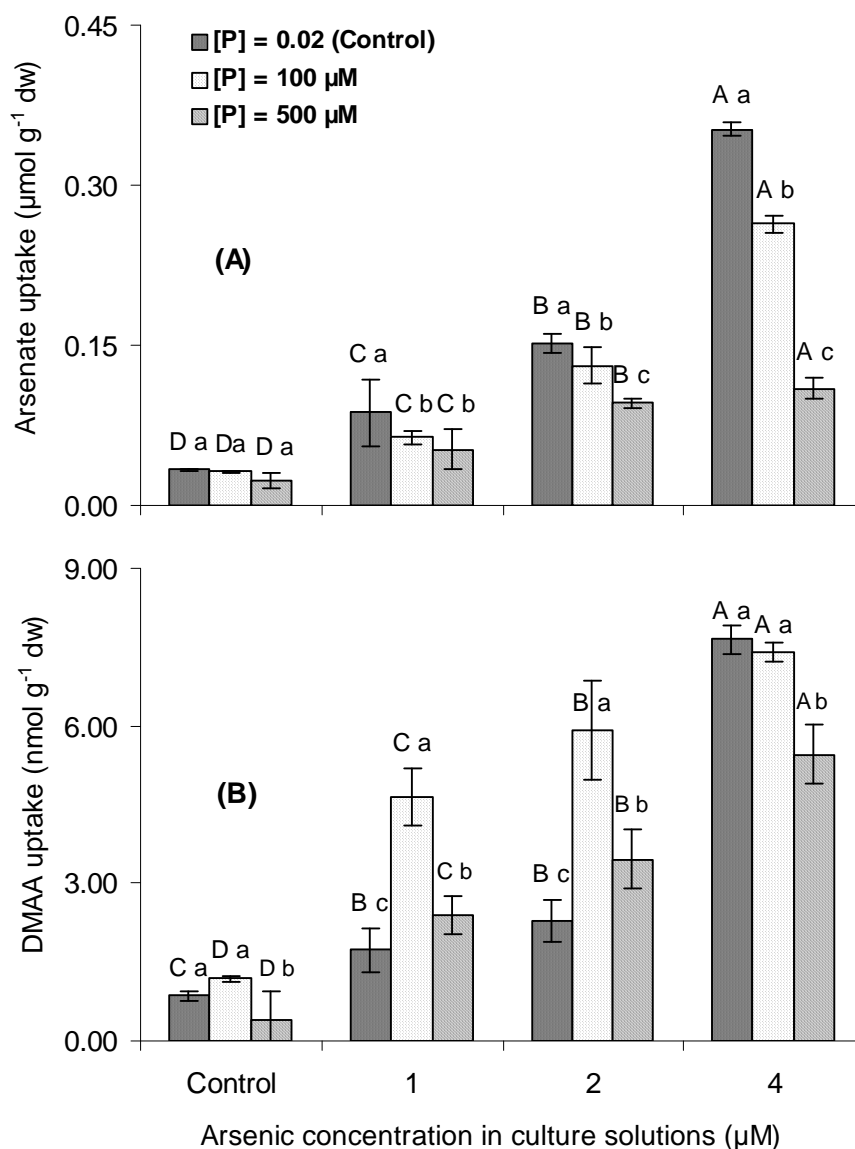 0.45
[P] = 0.02 (Control)
[P] = 100 µM
[P] = 500 µM
A a
0.30
A b
(A)
Arsenate uptake (µmol g-1 dw)
B a
B b
0.15
C a
B c
A c
C b C b
D a Da D a
0.00
9.00
A a A a
B a
A b
6.00
C a
DMAA uptake (nmol g-1 dw)
(B)
B b
3.00
B c
C b
B c
C a D a D b
0.00
Control 1 2 4
Arsenic concentration in culture solutions (µM)